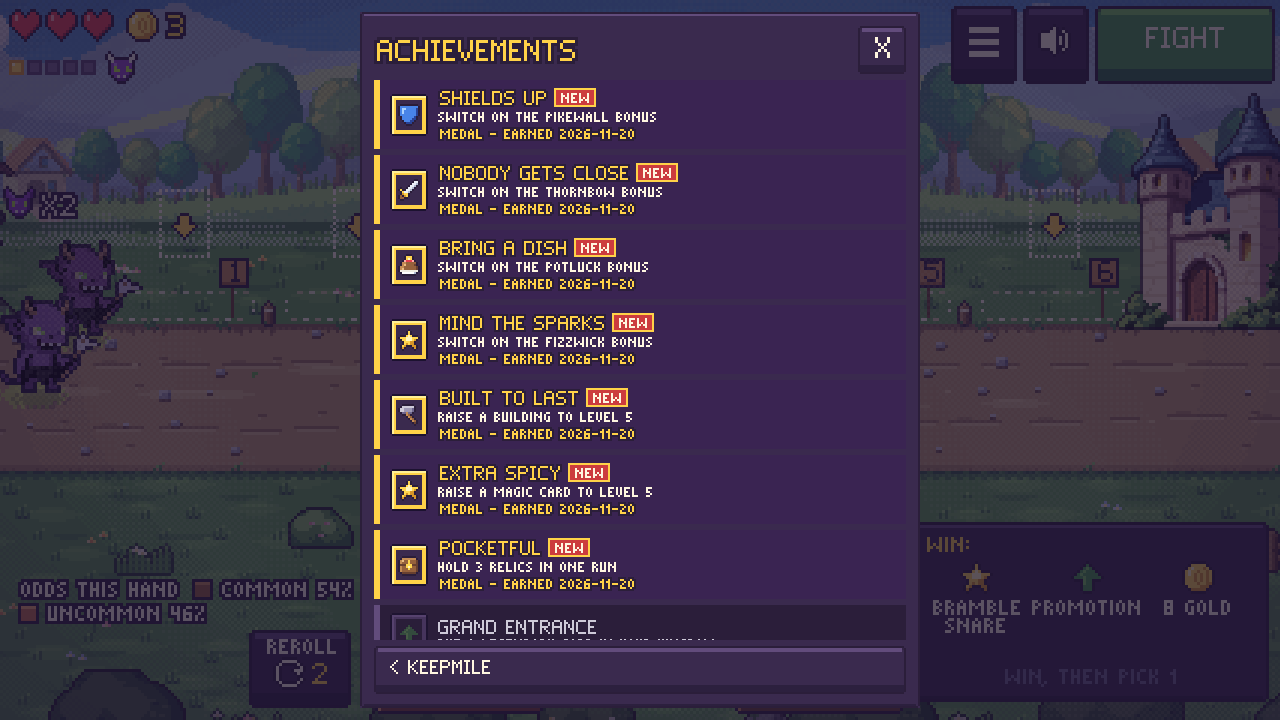 3
ACHIEVEMENTS
X
FIGHT
SHIELDS UP NEW
SWITCH ON THE PIKEWALL BONUS
MEDAL - EARNED 2026-11-20
NOBODY GETS CLOSE NEW
SWITCH ON THE THORNBOW BONUS
MEDAL - EARNED 2026-11-20
X2
BRING A DISH NEW
SWITCH ON THE POTLUCK BONUS
MEDAL - EARNED 2026-11-20
1
5
6
MIND THE SPARKS NEW
SWITCH ON THE FIZZWICK BONUS
MEDAL - EARNED 2026-11-20
BUILT TO LAST NEW
RAISE A BUILDING TO LEVEL 5
MEDAL - EARNED 2026-11-20
EXTRA SPICY NEW
RAISE A MAGIC CARD TO LEVEL 5
MEDAL - EARNED 2026-11-20
POCKETFUL NEW
HOLD 3 RELICS IN ONE RUN
MEDAL - EARNED 2026-11-20
GRAND ENTRANCE
< KEEPMILE
ODDS THIS HAND COMMON 54%
UNCOMMON 46%
REROLL
2
WIN:
BRAMBLE SNARE
PROMOTION
8 GOLD
WIN, THEN PICK 1